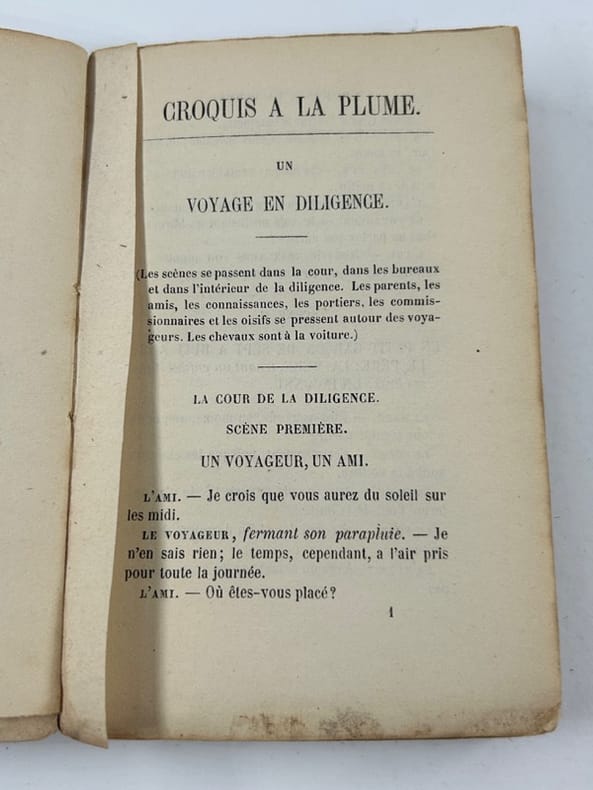 CROQUIS A LA PLUME.
UN
VOYAGE EN DILIGENCE.
(Les scènes se passent dans la cour, dans les bureaux
et dans l'intérieur de la diligence. Les parents, les
amis, les connaissances, les portiers, les commis-
sionnaires et les oisifs se pressent autour des voya-
geurs. Les chevaux sont à la voiture.)
LA COUR DE LA DILIGENCE.
SCÈNE PREMIÈRE.
UN VOYAGEUR, UN AMI.
L'AMI. — Je crois que vous aurez du soleil sur
les midi.
LE VOYAGEUR, fermant son parapluie. — Je
n'en sais rien; le temps, cependant, a l'air pris
pour toute la journée.
L'AMI. — Où êtes-vous placé?
1